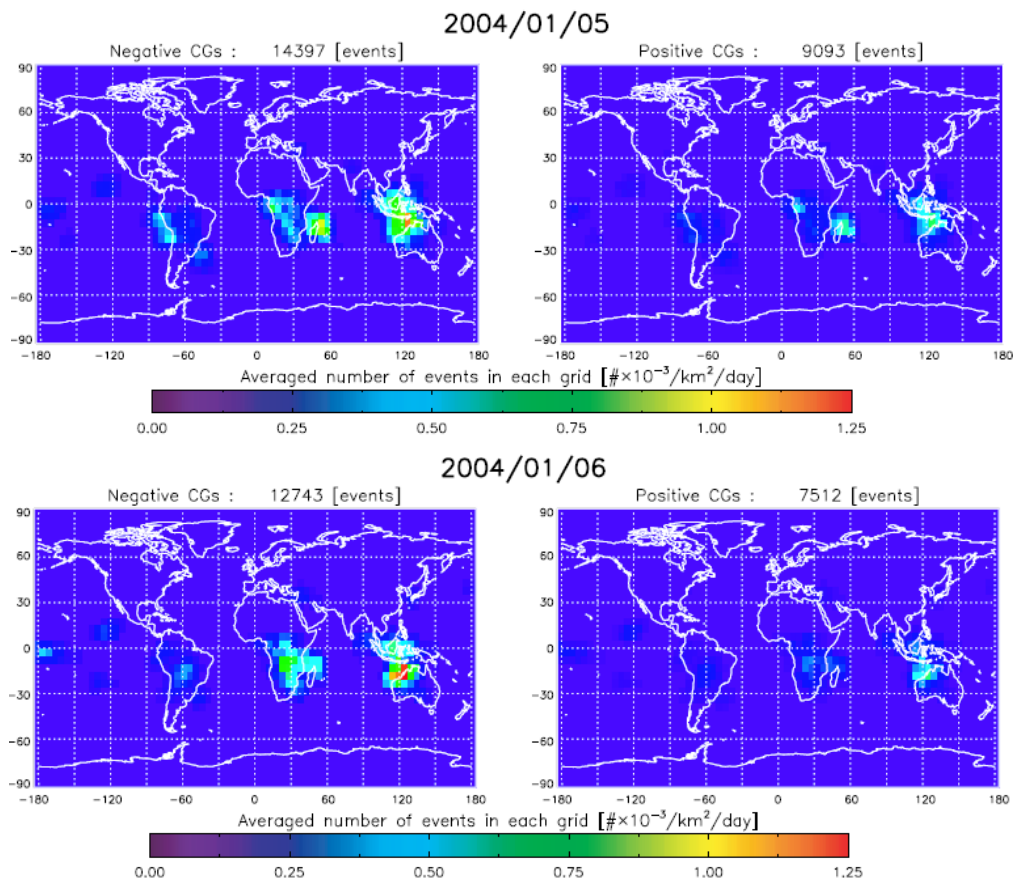 2004/01/05
Negative CGs : 14397 [events]
Positive CGs : 9093 [events]
90
60
30
0
−30
−60
−90
−180 −120 −60 0 60 120 180
90
60
30
0
−30
−60
−90
−180 −120 −60 0 60 120 180
Averaged number of events in each grid [#×10⁻³/km²/day]
0.00 0.25 0.50 0.75 1.00 1.25
2004/01/06
Negative CGs : 12743 [events]
Positive CGs : 7512 [events]
90
60
30
0
−30
−60
−90
−180 −120 −60 0 60 120 180
90
60
30
0
−30
−60
−90
−180 −120 −60 0 60 120 180
Averaged number of events in each grid [#×10⁻³/km²/day]
0.00 0.25 0.50 0.75 1.00 1.25